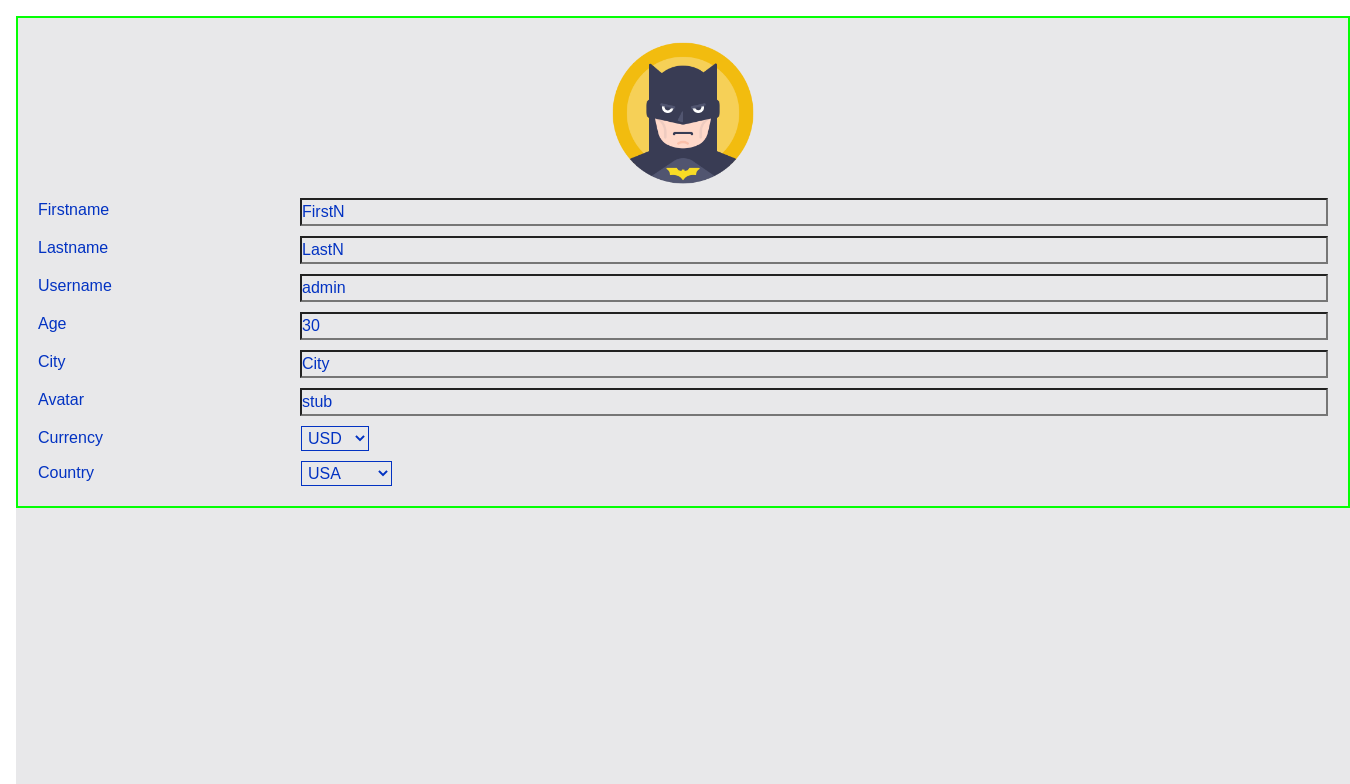 Firstname FirstN
Lastname LastN
Username admin
Age 30
City City
Avatar stub
Currency USD
Country USA